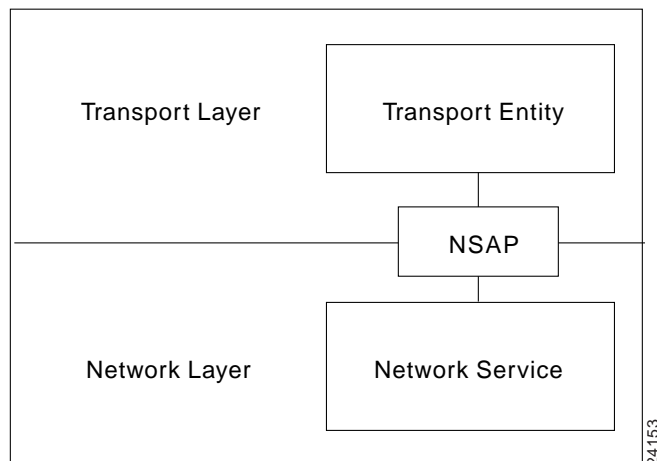 Transport Layer
Transport Entity
NSAP
Network Layer
Network Service
24153